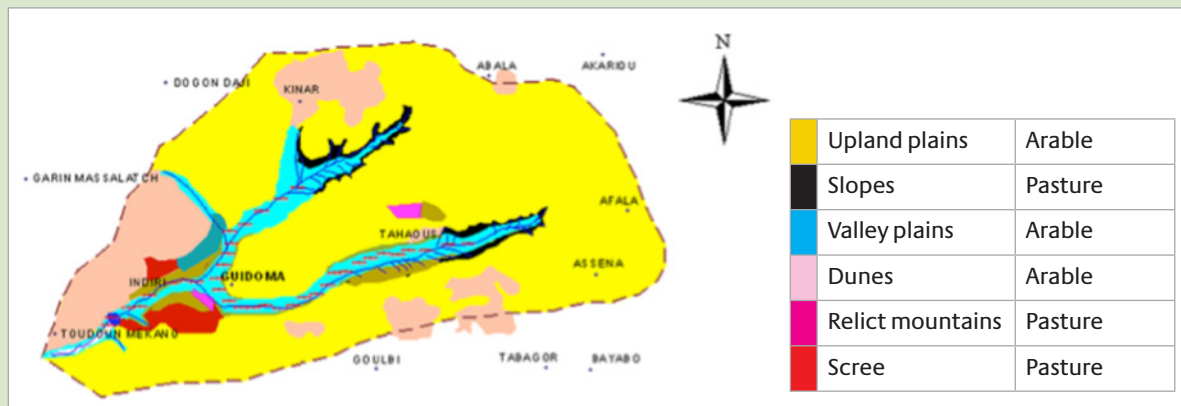 N
ABALA
AKARIOU
DOGON DAJI
KINAR
GARIN MASSALATCH
AFALA
TAHAOUS
ASSENA
INDIRI
GUIDOMA
TOUDOUN MEKANO
GOULBI
TABAGOR
BAYABO
Upland plains Arable
Slopes Pasture
Valley plains Arable
Dunes Arable
Relict mountains Pasture
Scree Pasture